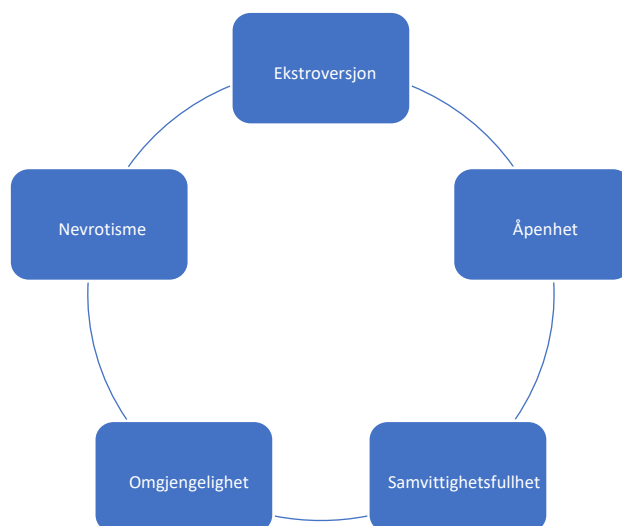 Ekstroversjon
Nevrotisme
Åpenhet
Omgjengelighet
Samvittighetsfullhet